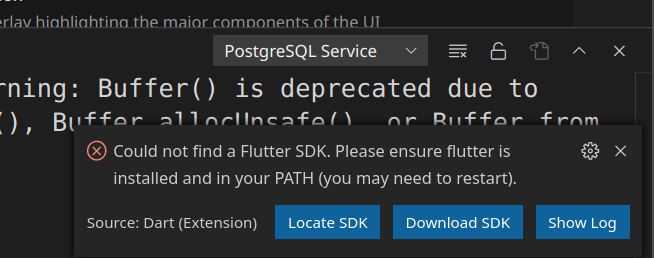 erlay highlighting the major components of the UI
PostgreSQL Service
rning: Buffer() is deprecated due to
(), Buffer.allocUnsafe(), or Buffer.from
Could not find a Flutter SDK. Please ensure flutter is
installed and in your PATH (you may need to restart).
Source: Dart (Extension)
Locate SDK
Download SDK
Show Log